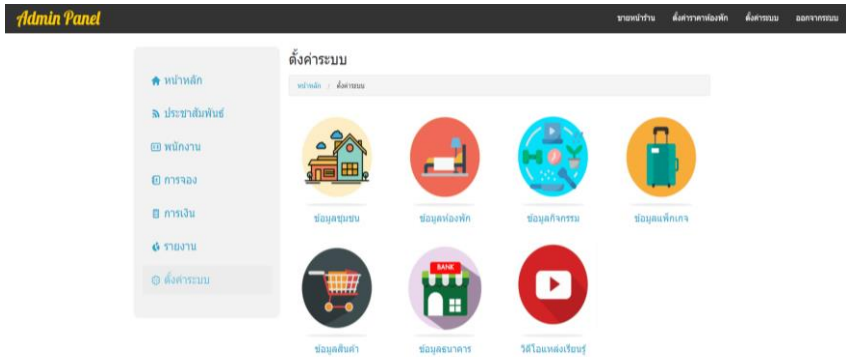 Admin Panel
ขายหน้าร้าน ตั้งค่าราคาห้องพัก ตั้งค่าระบบ ออกจากระบบ
หน้าหลัก
ประชาสัมพันธ์
พนักงาน
การจอง
การเงิน
รายงาน
ตั้งค่าระบบ
ตั้งค่าระบบ
หน้าหลัก / ตั้งค่าระบบ
ข้อมูลชุมชน ข้อมูลห้องพัก ข้อมูลกิจกรรม ข้อมูลแพ็กเกจ
BANK
ข้อมูลสินค้า ข้อมูลธนาคาร วิดีโอแหล่งเรียนรู้